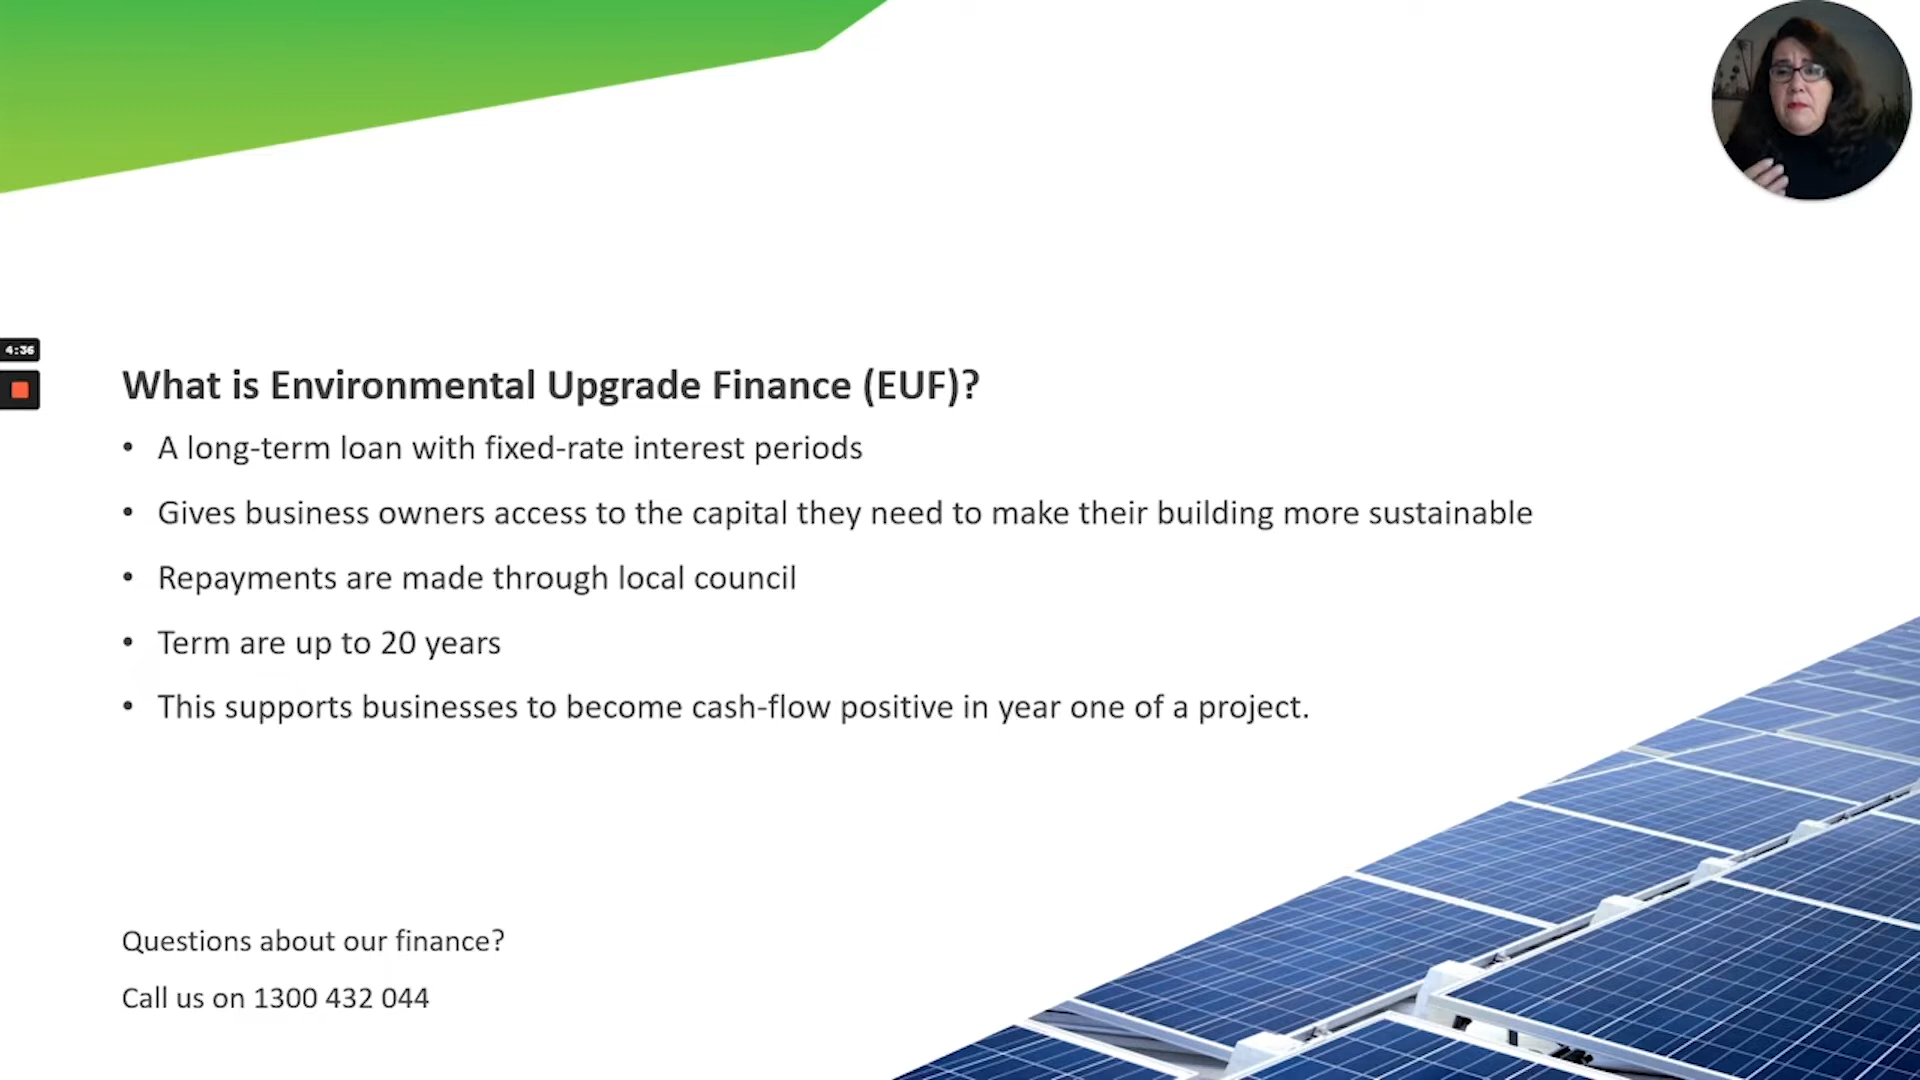 4:36
What is Environmental Upgrade Finance (EUF)?
• A long-term loan with fixed-rate interest periods
• Gives business owners access to the capital they need to make their building more sustainable
• Repayments are made through local council
• Term are up to 20 years
• This supports businesses to become cash-flow positive in year one of a project.
Questions about our finance?
Call us on 1300 432 044